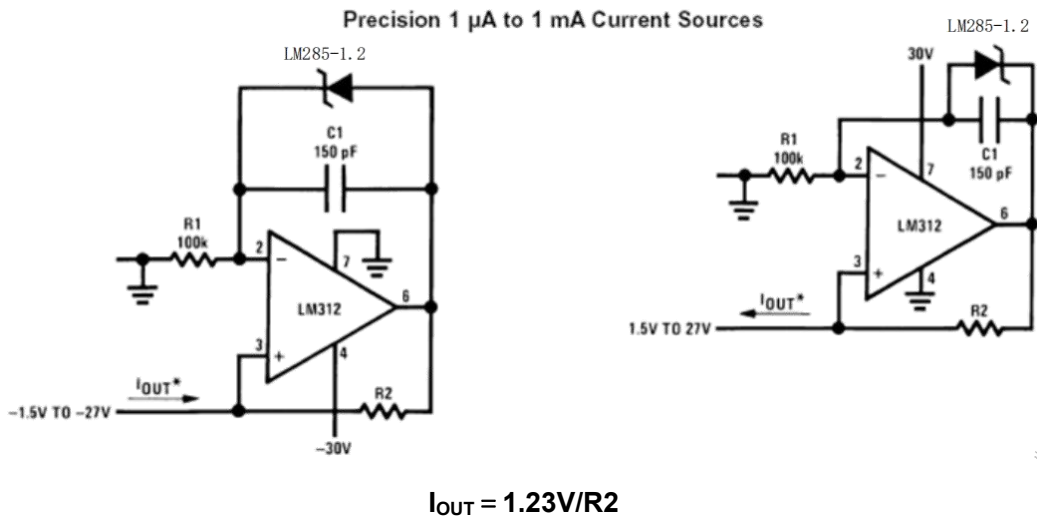 Precision 1 μA to 1 mA Current Sources
LM285-1.2
C1
150 pF
R1
100k
2
−
7
LM312
6
3
+
4
IOUT*
R2
−1.5V TO −27V
−30V
LM285-1.2
30V
R1
100k
C1
150 pF
2
−
7
LM312
6
3
+
4
IOUT*
R2
1.5V TO 27V
IOUT = 1.23V/R2